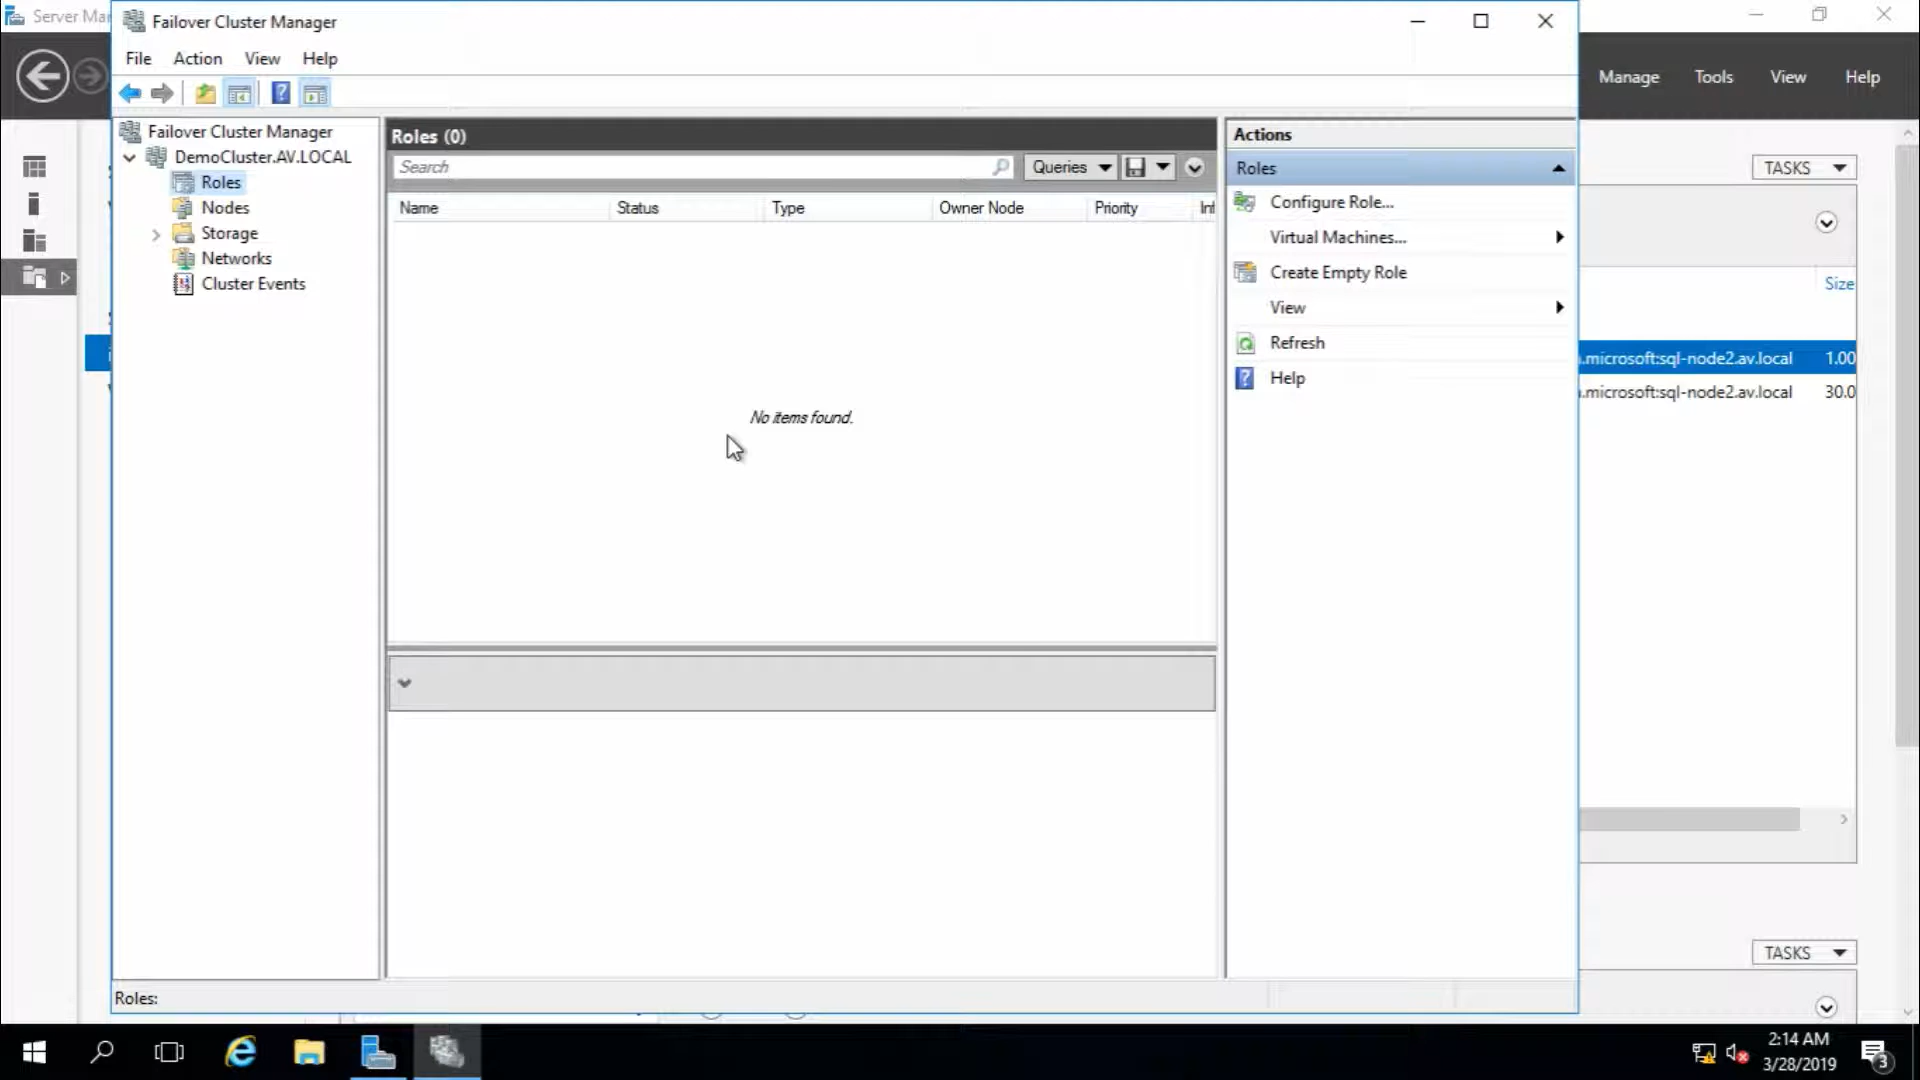 Server Ma
Failover Cluster Manager
File Action View Help
Manage Tools View Help
Failover Cluster Manager
DemoCluster.AV.LOCAL
Roles
Nodes
Storage
Networks
Cluster Events
Roles (0)
Search
Queries
Name Status Type Owner Node Priority Inf
No items found.
Actions
Roles
Configure Role...
Virtual Machines...
Create Empty Role
View
Refresh
Help
TASKS
Size
.microsoft:sql-node2.av.local 1.00
.microsoft:sql-node2.av.local 30.0
TASKS
Roles:
2:14 AM
3/28/2019
3